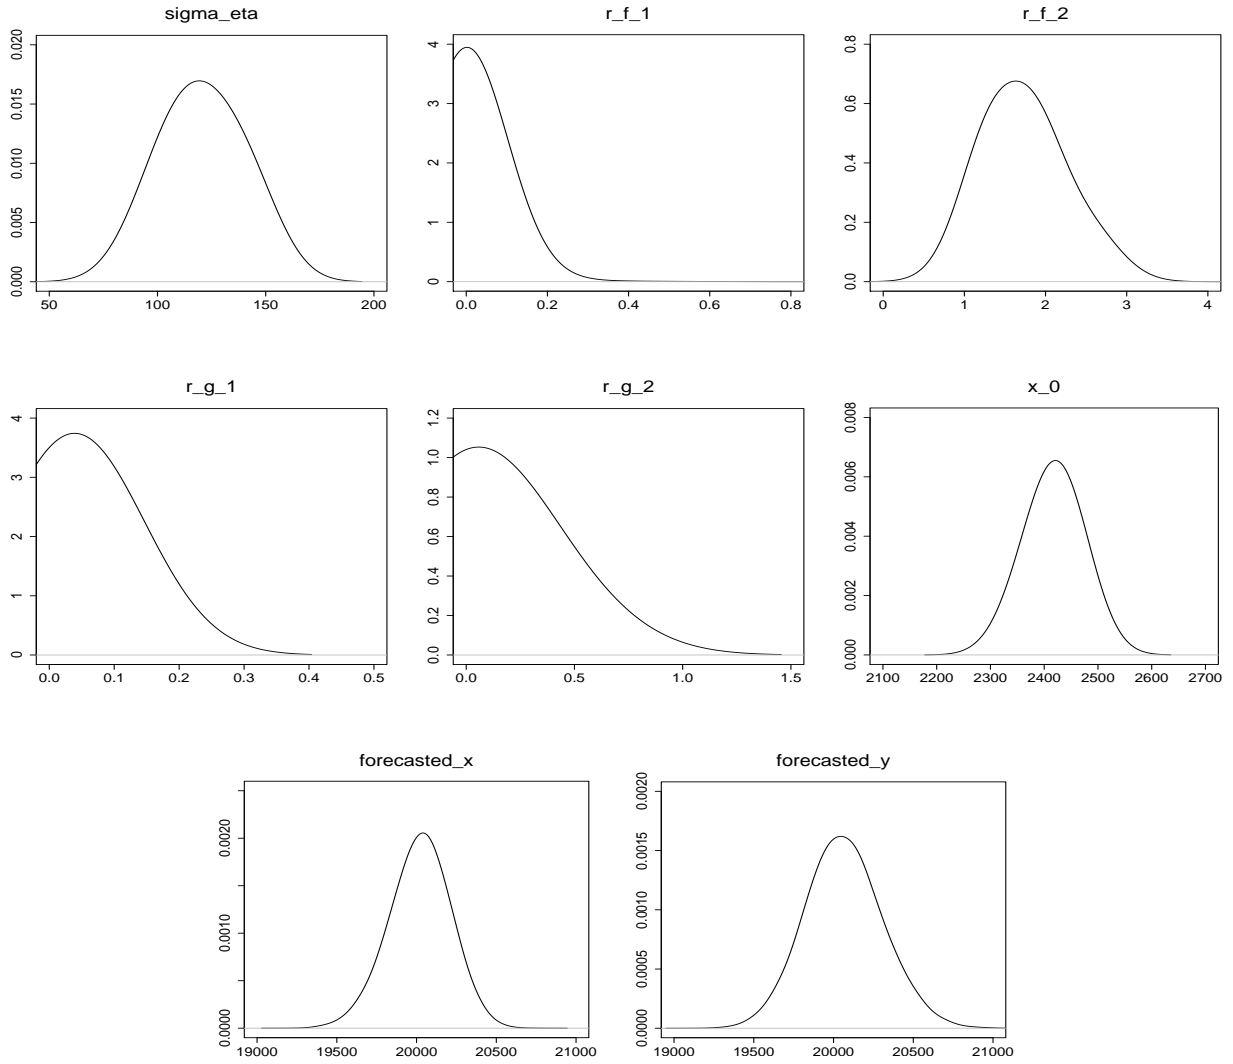 sigma_eta
0.000 0.005 0.010 0.015 0.020
50 100 150 200
r_f_1
0 1 2 3 4
0.0 0.2 0.4 0.6 0.8
r_f_2
0.0 0.2 0.4 0.6 0.8
0 1 2 3 4
r_g_1
0 1 2 3 4
0.0 0.1 0.2 0.3 0.4 0.5
r_g_2
0.0 0.2 0.4 0.6 0.8 1.0 1.2
0.0 0.5 1.0 1.5
x_0
0.000 0.002 0.004 0.006 0.008
2100 2200 2300 2400 2500 2600 2700
forecasted_x
0.0000 0.0010 0.0020
19000 19500 20000 20500 21000
forecasted_y
0.0000 0.0005 0.0010 0.0015 0.0020
19000 19500 20000 20500 21000